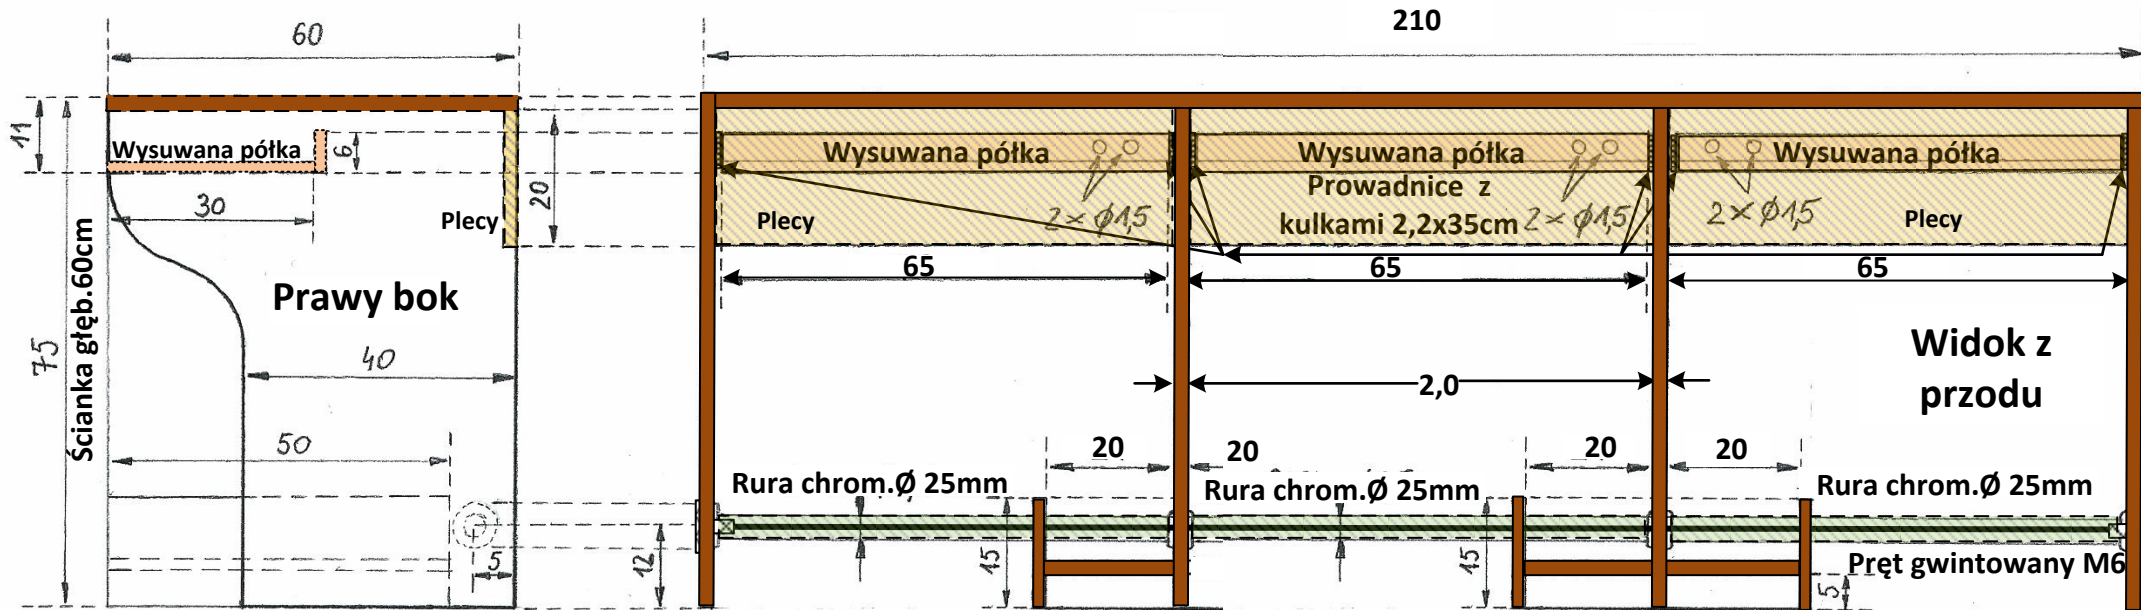 60
210
11
Wysuwana półka
6
30
20
Plecy
Ścianka głęb.60cm
75
Prawy bok
40
50
5
12
Wysuwana półka
Wysuwana półka
Wysuwana półka
Prowadnice z
kulkami 2,2x35cm
Plecy
2×Ø1,5
2×Ø1,5
2×Ø1,5
Plecy
65
65
65
Widok z
przodu
2,0
20
20
20
20
Rura chrom.Ø 25mm
Rura chrom.Ø 25mm
Rura chrom.Ø 25mm
15
15
Pręt gwintowany M6
5